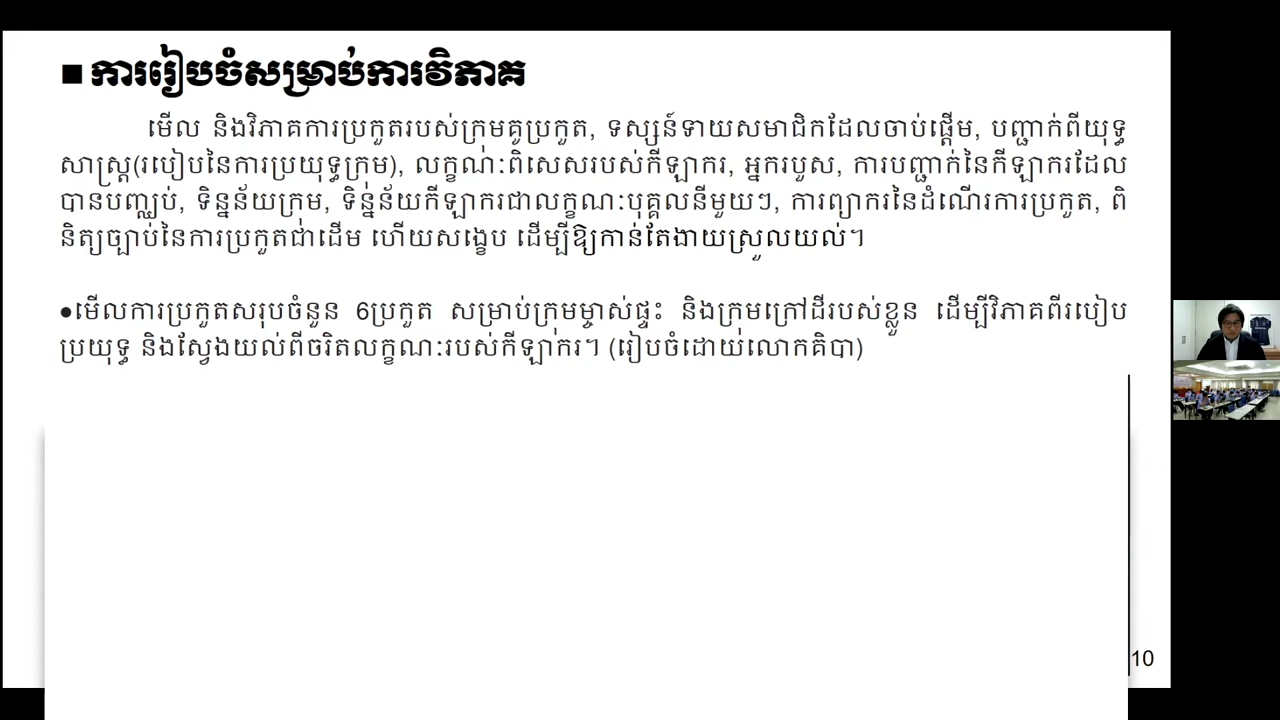 ■ ការរៀបចំសម្រាប់ការវិភាគ
មើល និងវិភាគការប្រកួតរបស់ក្រុមគូប្រកួត, ទស្សន៍ទាយសមាជិកដែលចាប់ផ្តើម, បញ្ជាក់ពីយុទ្ធ
សាស្ត្រ(របៀបនៃការប្រយុទ្ធក្រុម), លក្ខណៈពិសេសរបស់កីឡាករ, អ្នករបួស, ការបញ្ជាក់នៃកីឡាករដែល
បានបញ្ឈប់, ទិន្នន័យក្រុម, ទិន្នន័យកីឡាករជាលក្ខណៈបុគ្គលនីមួយៗ, ការព្យាករនៃដំណើរការប្រកួត, ពិ
និត្យច្បាប់នៃការប្រកួតជាដើម ហើយសង្ខេប ដើម្បីឱ្យកាន់តែងាយស្រួលយល់។
●មើលការប្រកួតសរុបចំនួន 6ប្រកួត សម្រាប់ក្រុមម្ចាស់ផ្ទះ និងក្រុមក្រៅដីរបស់ខ្លួន ដើម្បីវិភាគពីរបៀប
ប្រយុទ្ធ និងស្វែងយល់ពីចរិតលក្ខណៈរបស់កីឡាករ។ (រៀបចំដោយលោកគិបា)
10